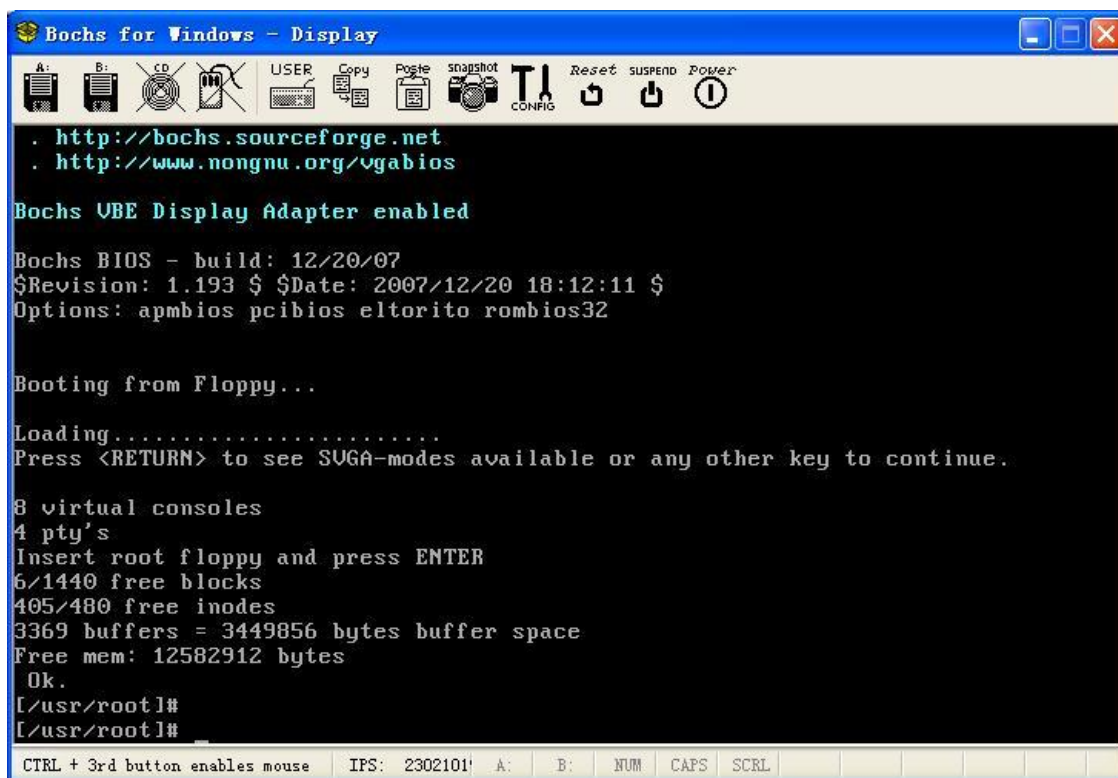 Bochs for Windows - Display
A: B: CD USER Copy Poste snapshot CONFIG Reset SUSPEND Power
. http://bochs.sourceforge.net
. http://www.nongnu.org/vgabios
Bochs VBE Display Adapter enabled
Bochs BIOS - build: 12/20/07
$Revision: 1.193 $ $Date: 2007/12/20 18:12:11 $
Options: apmbios pcibios eltorito rombios32
Booting from Floppy...
Loading........................
Press <RETURN> to see SVGA-modes available or any other key to continue.
8 virtual consoles
4 pty's
Insert root floppy and press ENTER
6/1440 free blocks
405/480 free inodes
3369 buffers = 3449856 bytes buffer space
Free mem: 12582912 bytes
Ok.
[/usr/root]#
[/usr/root]# _
CTRL + 3rd button enables mouse IPS: 2302101 A: B: NUM CAPS SCRL